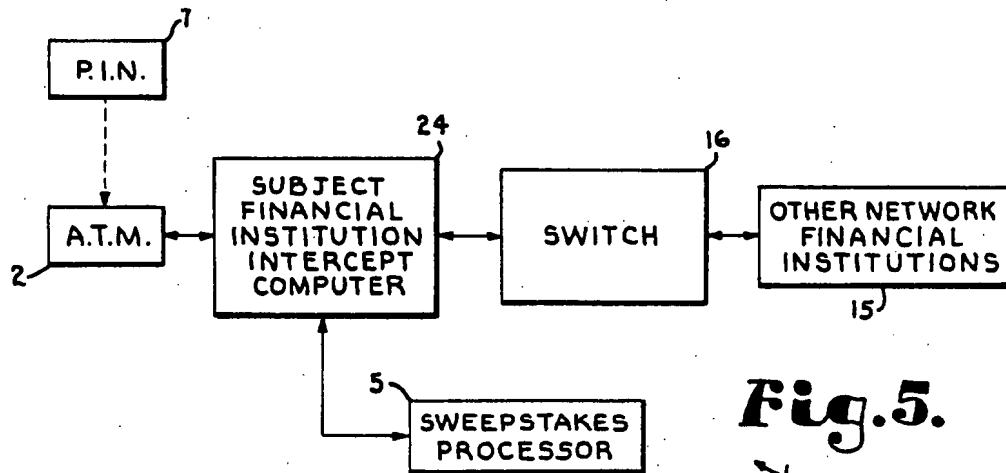 7
P.I.N.
24
16
SUBJECT
FINANCIAL
INSTITUTION
INTERCEPT
COMPUTER
A.T.M.
2
SWITCH
OTHER NETWORK
FINANCIAL
INSTITUTIONS
15
5
SWEEPSTAKES
PROCESSOR
Fig.5.